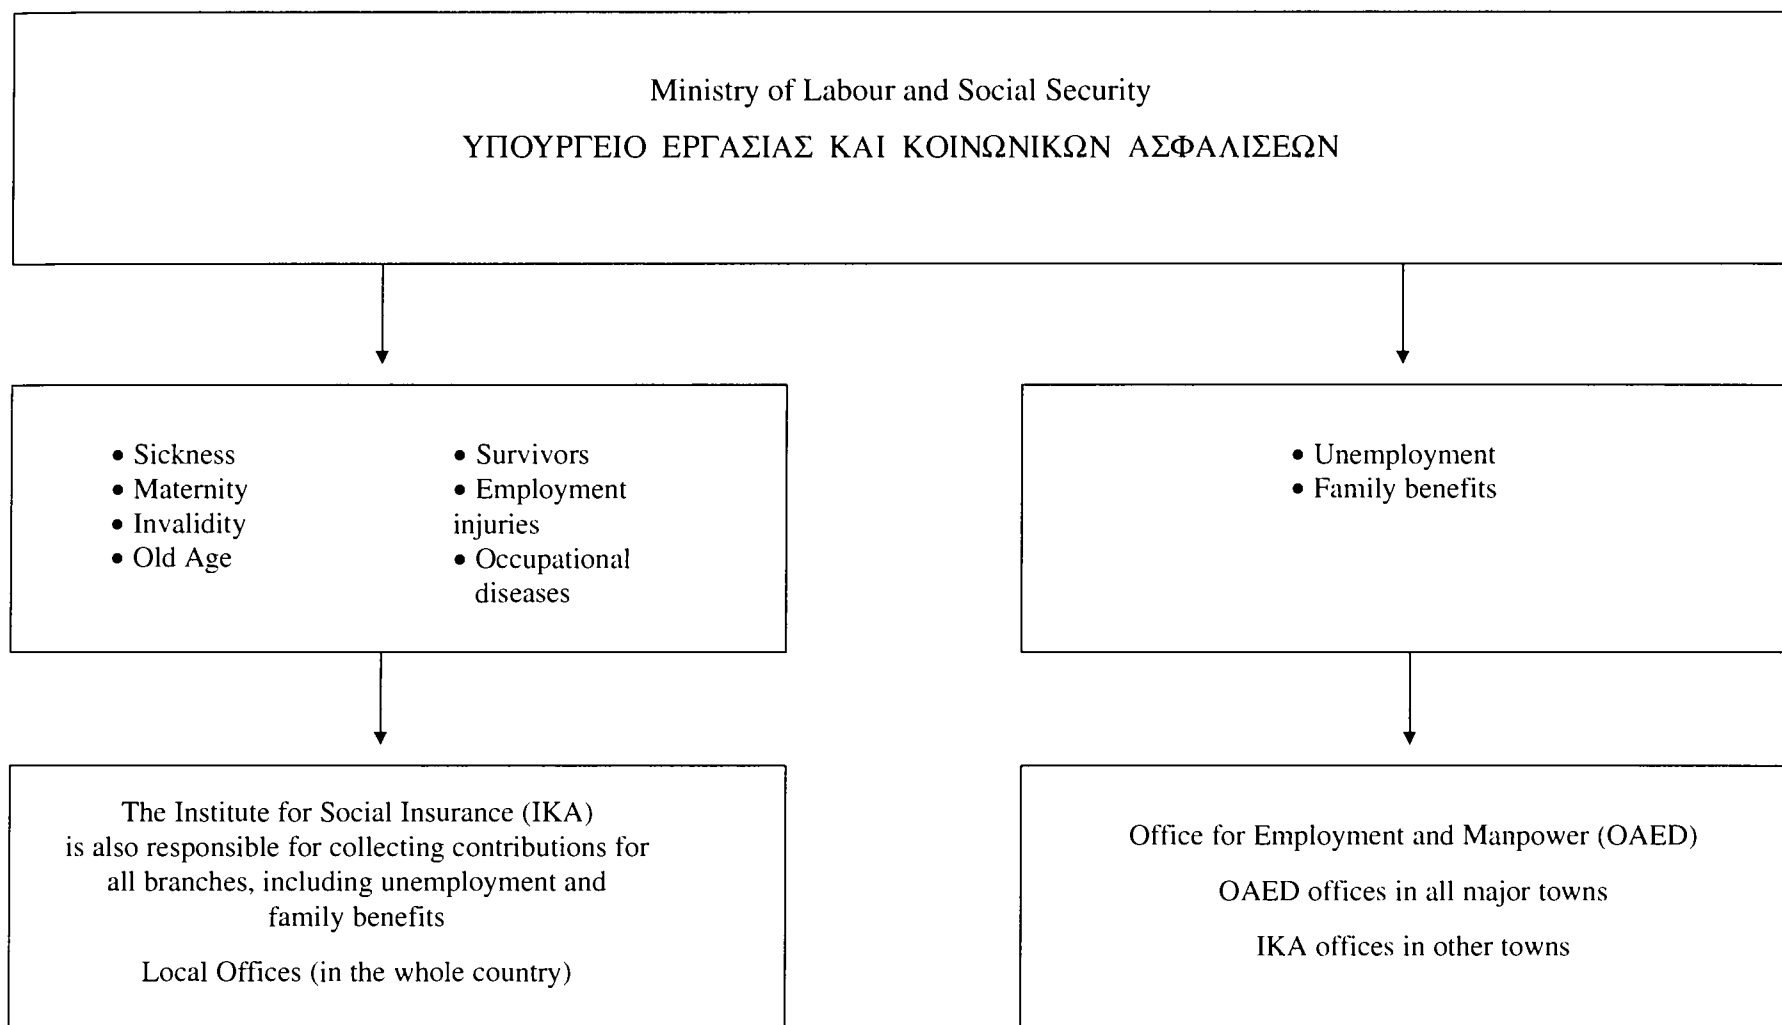 Ministry of Labour and Social Security
ΥΠΟΥΡΓΕΙΟ ΕΡΓΑΣΙΑΣ ΚΑΙ ΚΟΙΝΩΝΙΚΩΝ ΑΣΦΑΛΙΣΕΩΝ
• Sickness
• Maternity
• Invalidity
• Old Age
• Survivors
• Employment
injuries
• Occupational
diseases
• Unemployment
• Family benefits
The Institute for Social Insurance (IKA)
is also responsible for collecting contributions for
all branches, including unemployment and
family benefits
Local Offices (in the whole country)
Office for Employment and Manpower (OAED)
OAED offices in all major towns
IKA offices in other towns